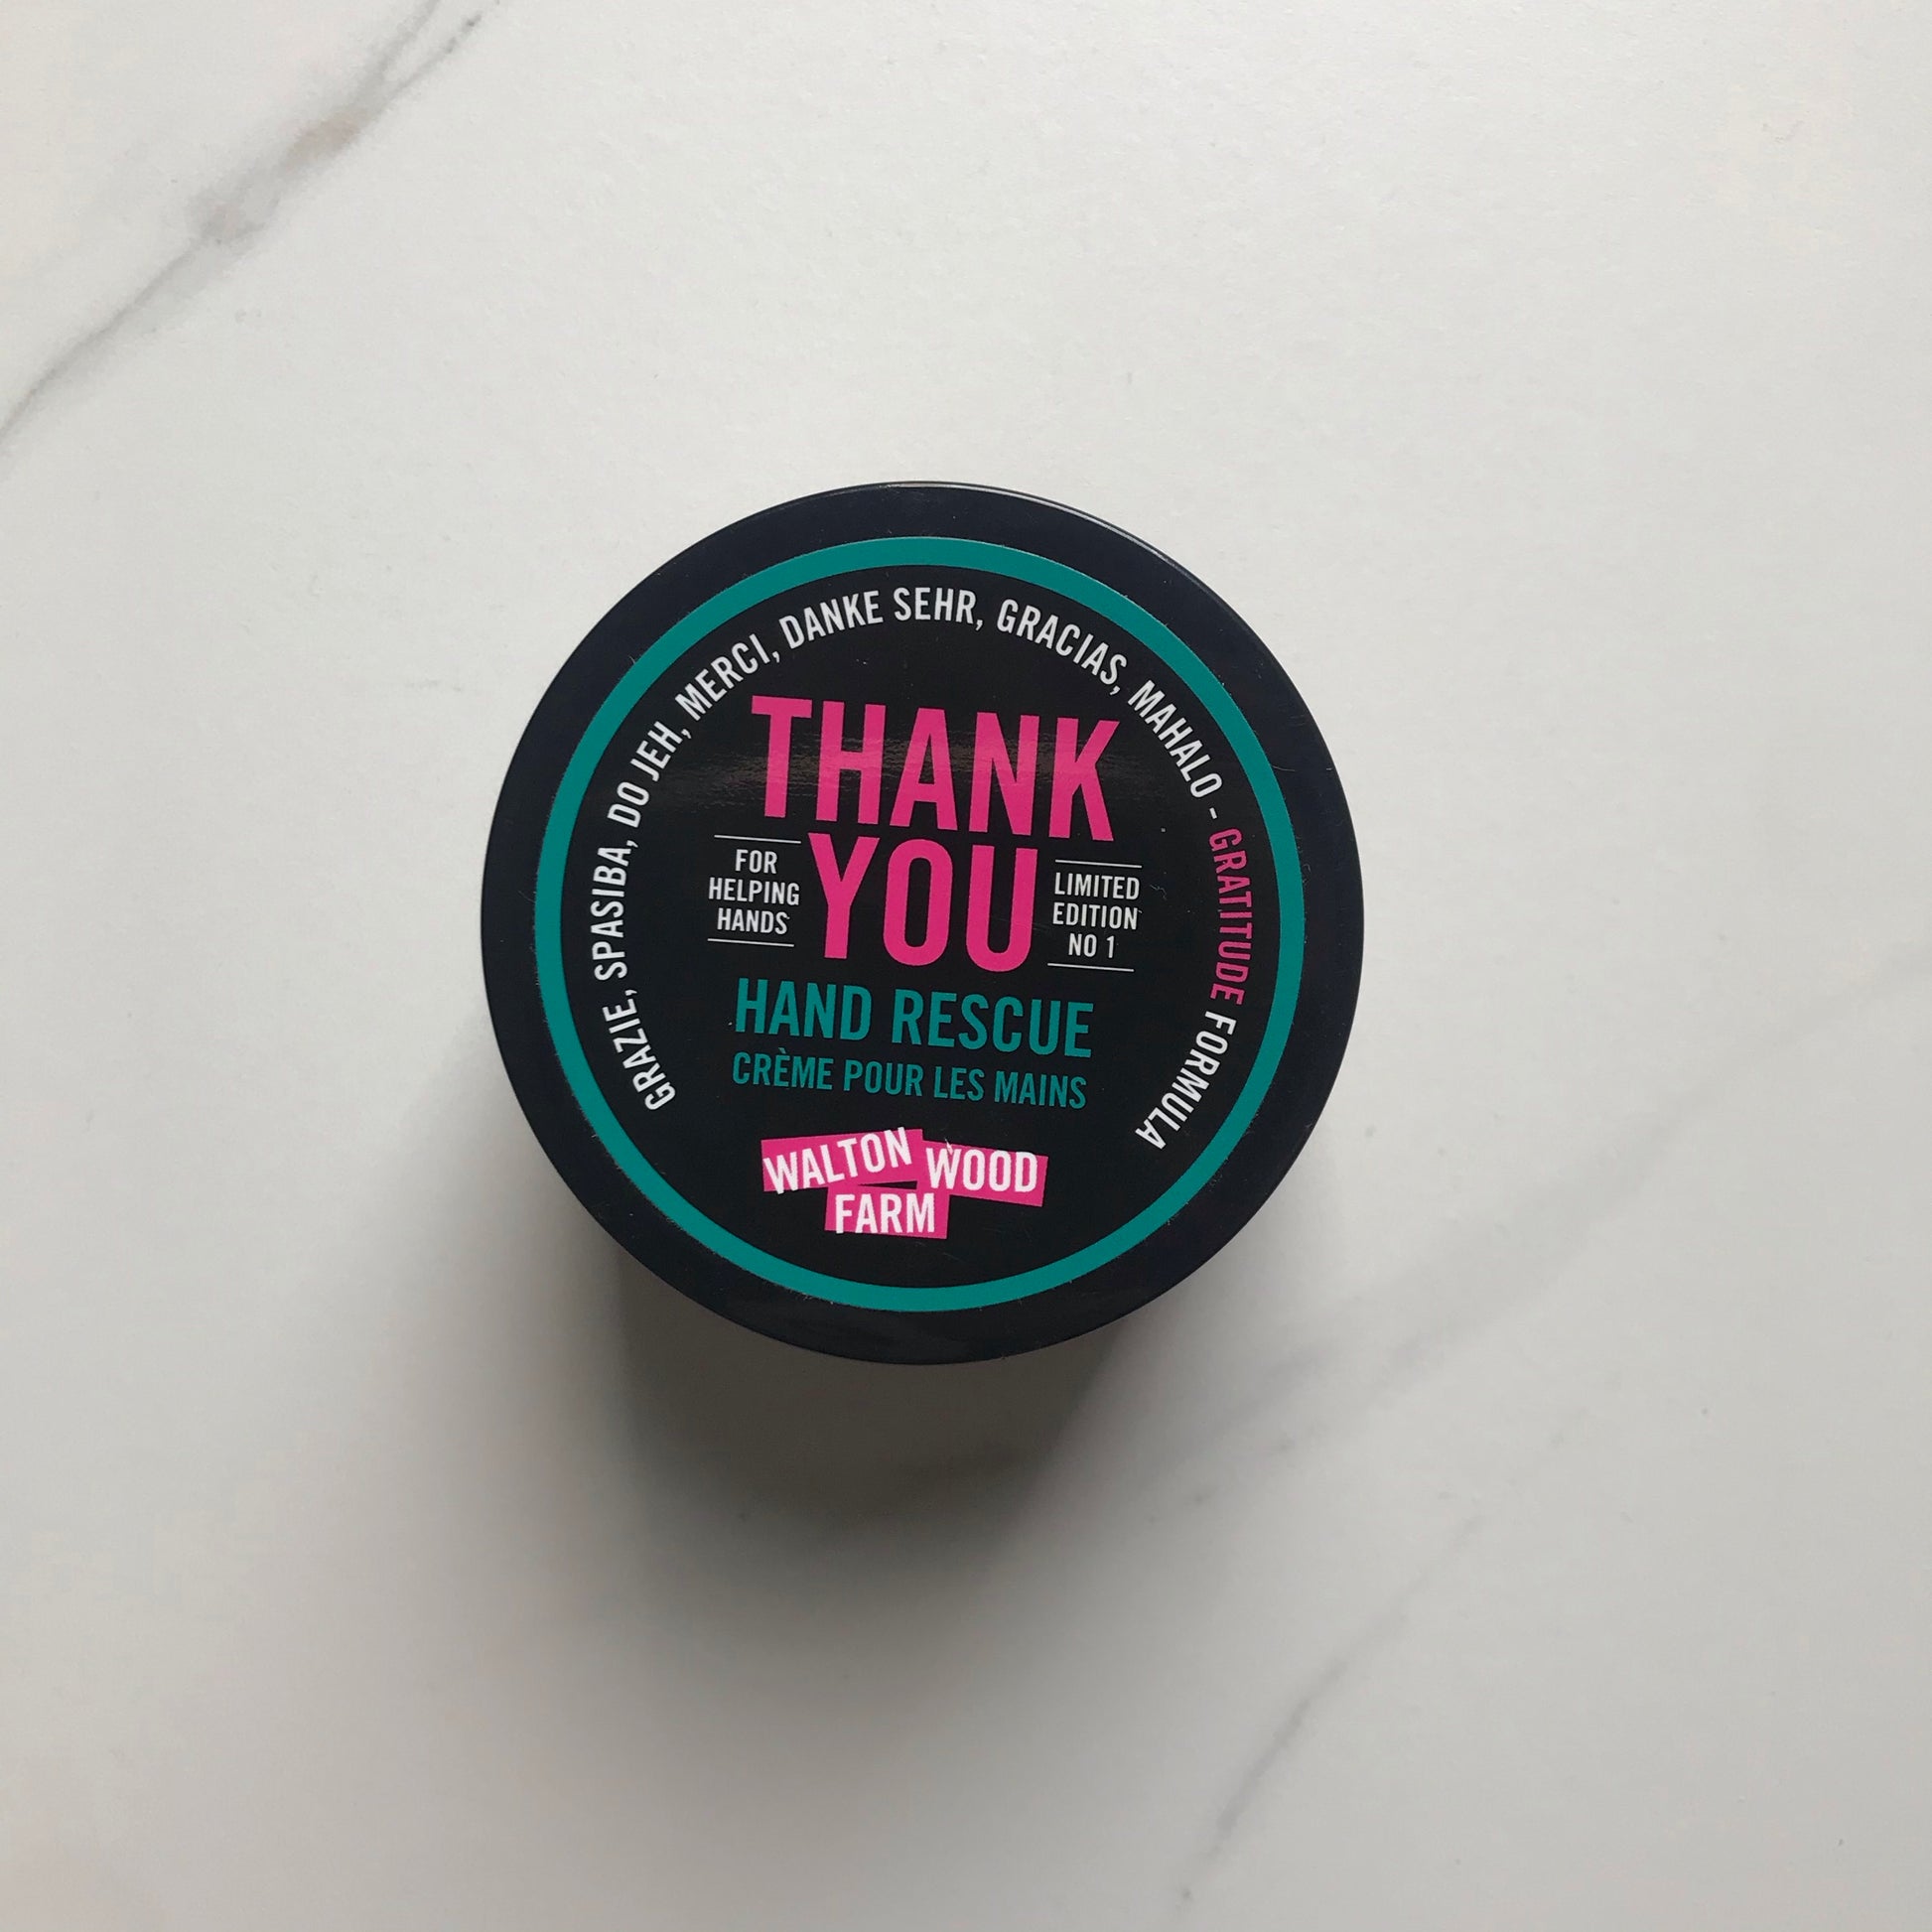 GRAZIE, SPASIBA, DO JEH, MERCI, DANKE SEHR, GRACIAS, MAHALO - GRATITUDE FORMULA
THANK
YOU
FOR
HELPING
HANDS
LIMITED
EDITION
NO 1
HAND RESCUE
CRÈME POUR LES MAINS
WALTON WOOD
FARM